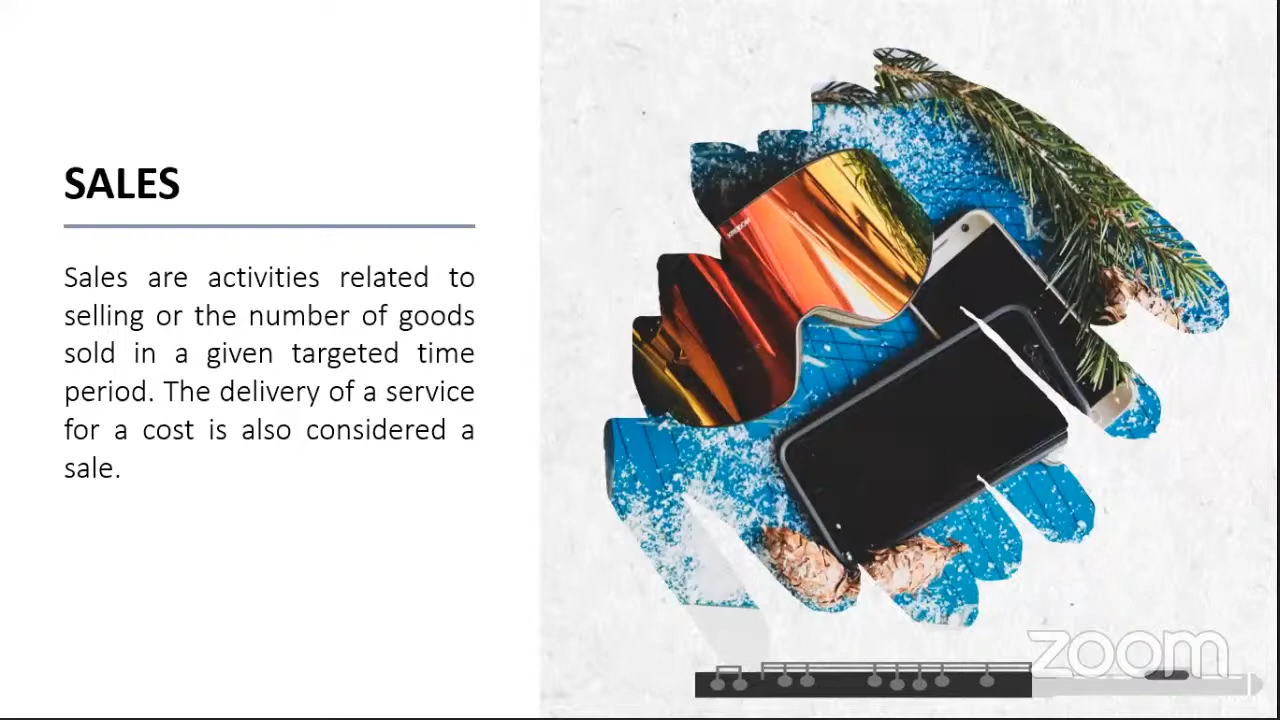 SALES
Sales are activities related to
selling or the number of goods
sold in a given targeted time
period. The delivery of a service
for a cost is also considered a
sale.
zoom